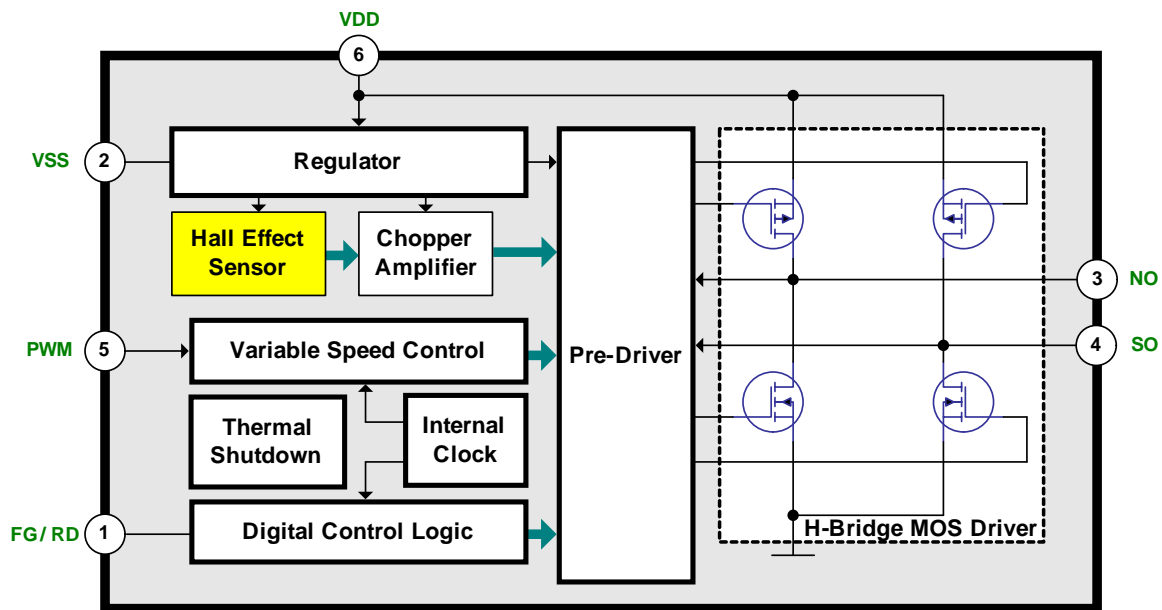 VDD
6
VSS
2
Regulator
Hall Effect
Sensor
Chopper
Amplifier
3
NO
PWM
5
Variable Speed Control
Pre-Driver
4
SO
Thermal
Shutdown
Internal
Clock
FG / RD
1
Digital Control Logic
H-Bridge MOS Driver